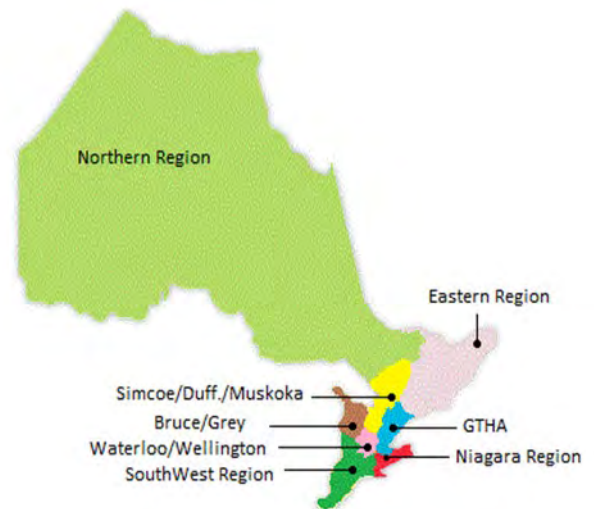 Northern Region
Eastern Region
Simcoe/Duff./Muskoka
Bruce/Grey
GTHA
Waterloo/Wellington
Niagara Region
SouthWest Region